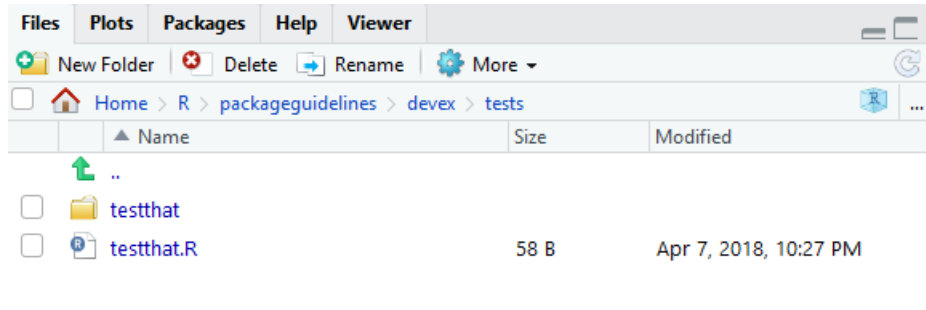 Files Plots Packages Help Viewer
New Folder Delete Rename More
Home > R > packageguidelines > devex > tests R ...
Name Size Modified
..
testthat
R testthat.R 58 B Apr 7, 2018, 10:27 PM